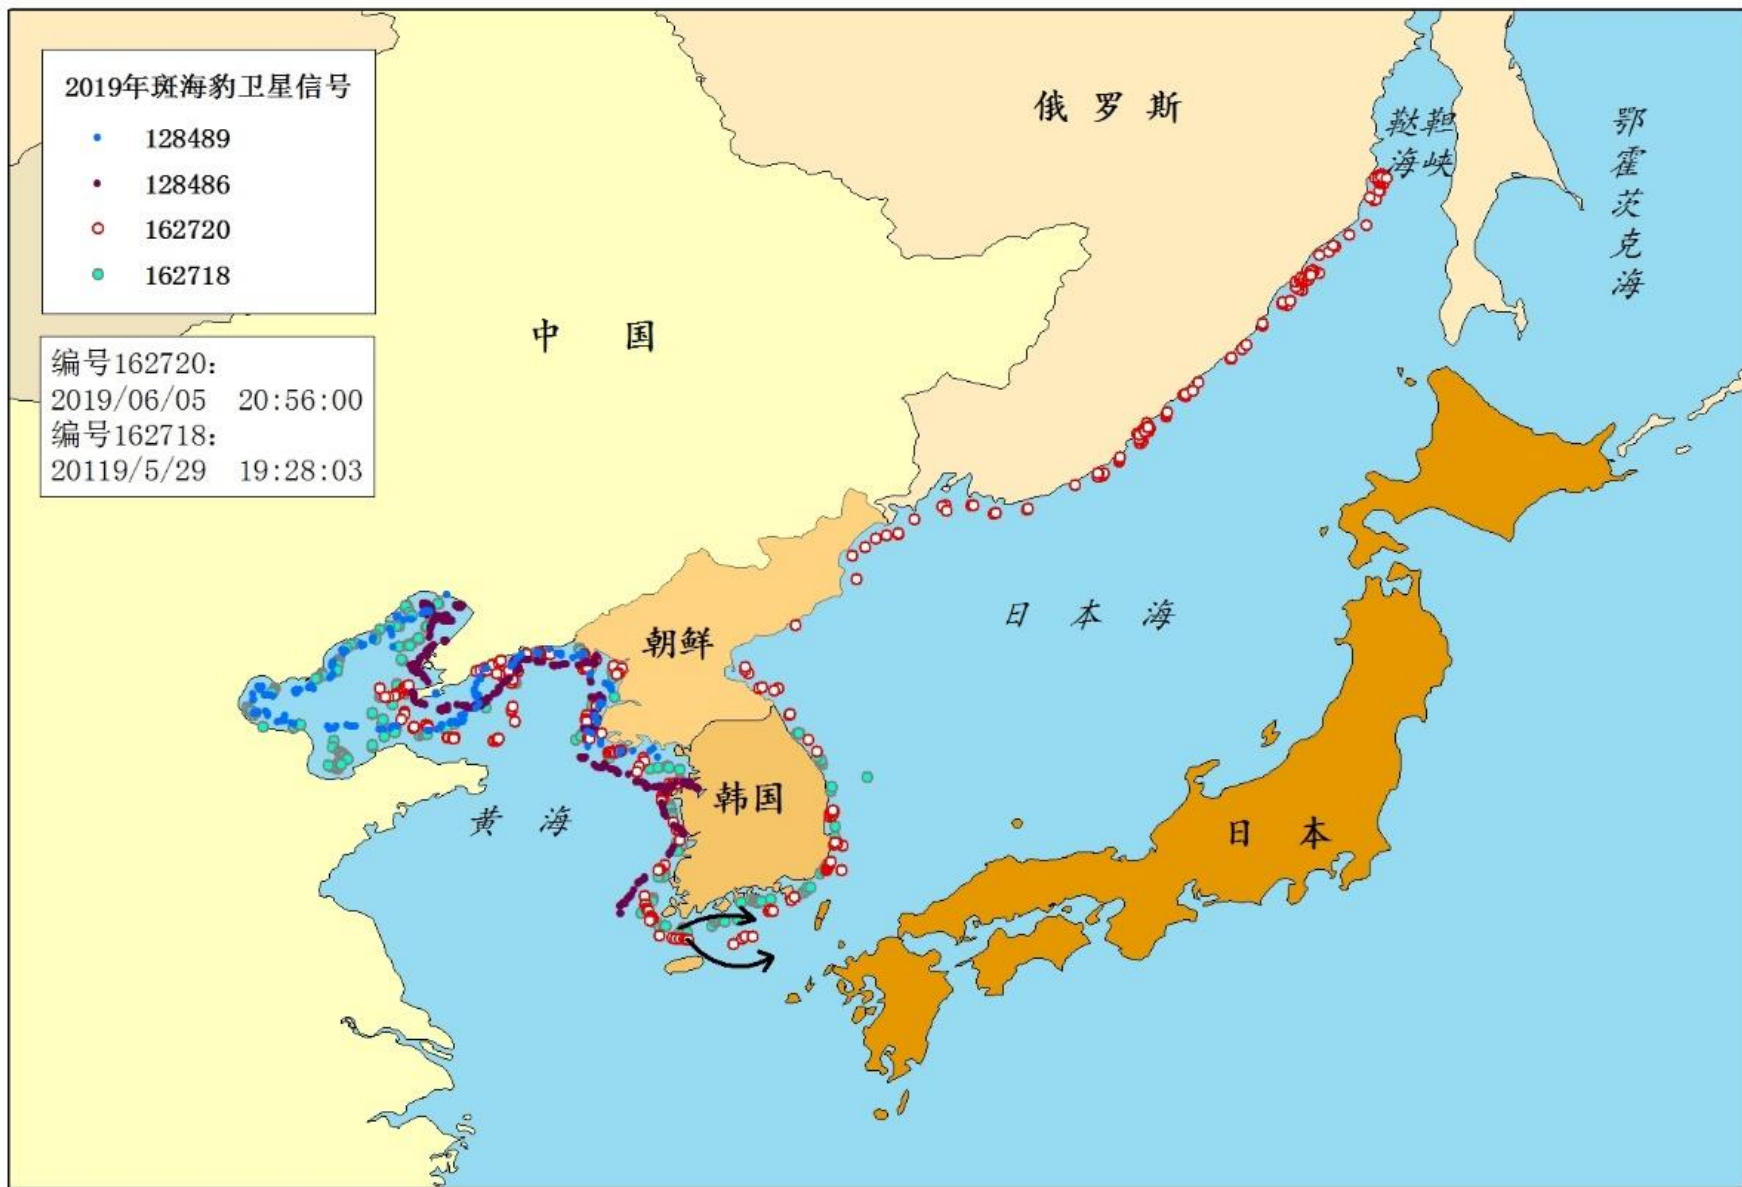 2019年斑海豹卫星信号
128489
128486
162720
162718
编号162720:
2019/06/05 20:56:00
编号162718:
20119/5/29 19:28:03
俄罗斯
鞑靼
海峡
鄂霍茨克海
中国
日本海
朝鲜
韩国
黄海
日本